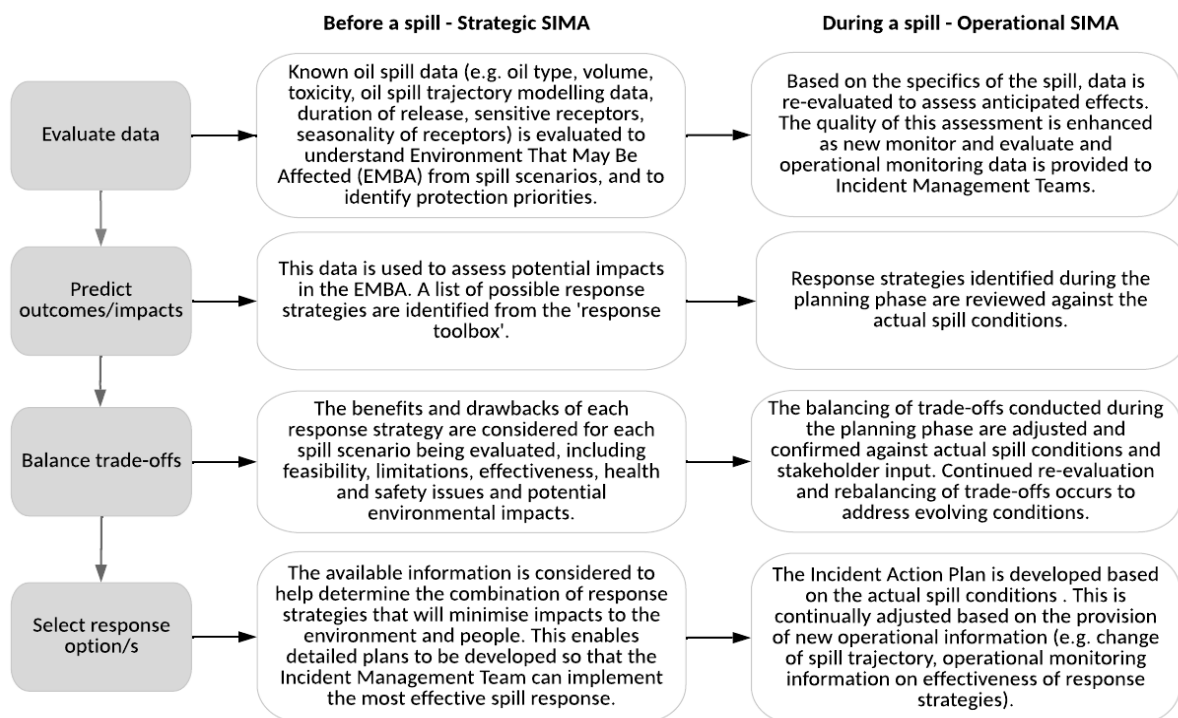 Before a spill - Strategic SIMA
During a spill - Operational SIMA
Evaluate data
Known oil spill data (e.g. oil type, volume,
toxicity, oil spill trajectory modelling data,
duration of release, sensitive receptors,
seasonality of receptors) is evaluated to
understand Environment That May Be
Affected (EMBA) from spill scenarios, and to
identify protection priorities.
Based on the specifics of the spill, data is
re-evaluated to assess anticipated effects.
The quality of this assessment is enhanced
as new monitor and evaluate and
operational monitoring data is provided to
Incident Management Teams.
Predict
outcomes/impacts
This data is used to assess potential impacts
in the EMBA. A list of possible response
strategies are identified from the 'response
toolbox'.
Response strategies identified during the
planning phase are reviewed against the
actual spill conditions.
Balance trade-offs
The benefits and drawbacks of each
response strategy are considered for each
spill scenario being evaluated, including
feasibility, limitations, effectiveness, health
and safety issues and potential
environmental impacts.
The balancing of trade-offs conducted during
the planning phase are adjusted and
confirmed against actual spill conditions and
stakeholder input. Continued re-evaluation
and rebalancing of trade-offs occurs to
address evolving conditions.
Select response
option/s
The available information is considered to
help determine the combination of response
strategies that will minimise impacts to the
environment and people. This enables
detailed plans to be developed so that the
Incident Management Team can implement
the most effective spill response.
The Incident Action Plan is developed based
on the actual spill conditions . This is
continually adjusted based on the provision
of new operational information (e.g. change
of spill trajectory, operational monitoring
information on effectiveness of response
strategies).